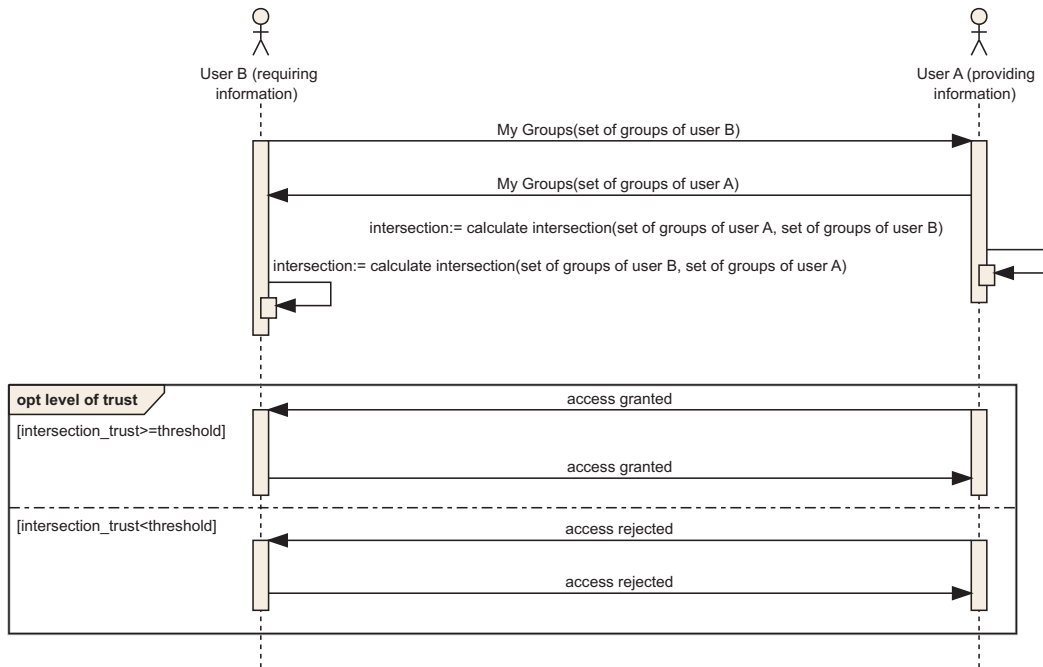 User B (requiring
information)
User A (providing
information)
My Groups(set of groups of user B)
My Groups(set of groups of user A)
intersection:= calculate intersection(set of groups of user A, set of groups of user B)
intersection:= calculate intersection(set of groups of user B, set of groups of user A)
opt level of trust
access granted
[intersection_trust>=threshold]
access granted
[intersection_trust<threshold]
access rejected
access rejected